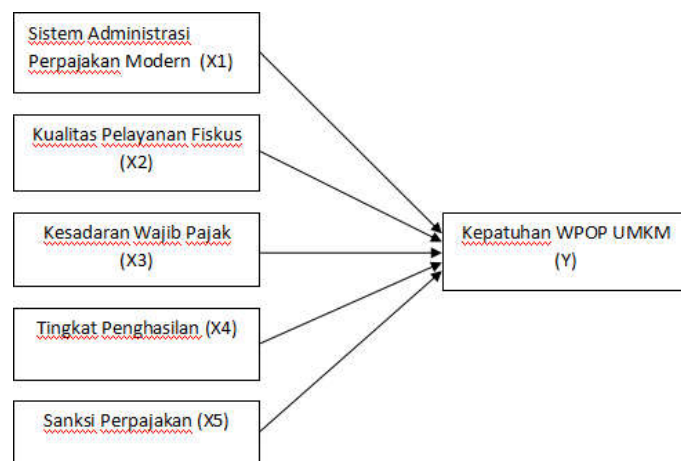 Sistem Administrasi
Perpajakan Modern (X1)
Kualitas Pelayanan Fiskus
(X2)
Kesadaran Wajib Pajak
(X3)
Kepatuhan WPOP UMKM
(Y)
Tingkat Penghasilan (X4)
Sanksi Perpajakan (X5)